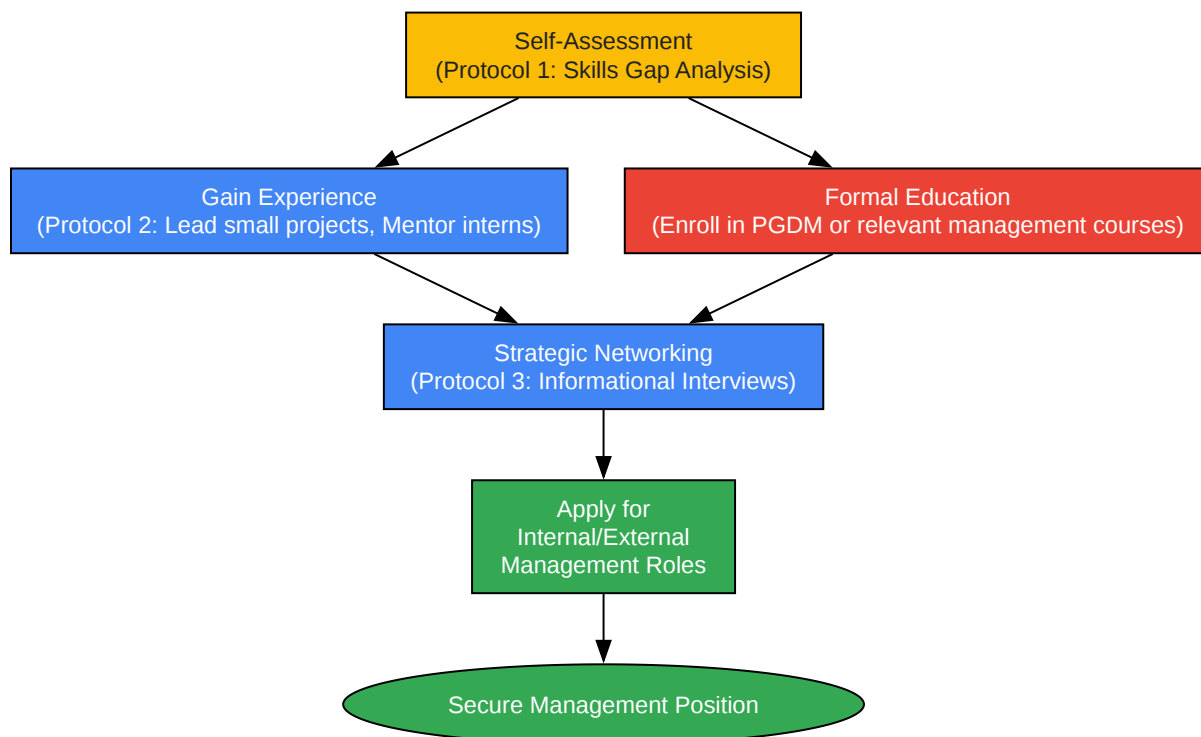 Self-Assessment
(Protocol 1: Skills Gap Analysis)
Gain Experience
(Protocol 2: Lead small projects, Mentor interns)
Formal Education
(Enroll in PGDM or relevant management courses)
Strategic Networking
(Protocol 3: Informational Interviews)
Apply for
Internal/External
Management Roles
Secure Management Position